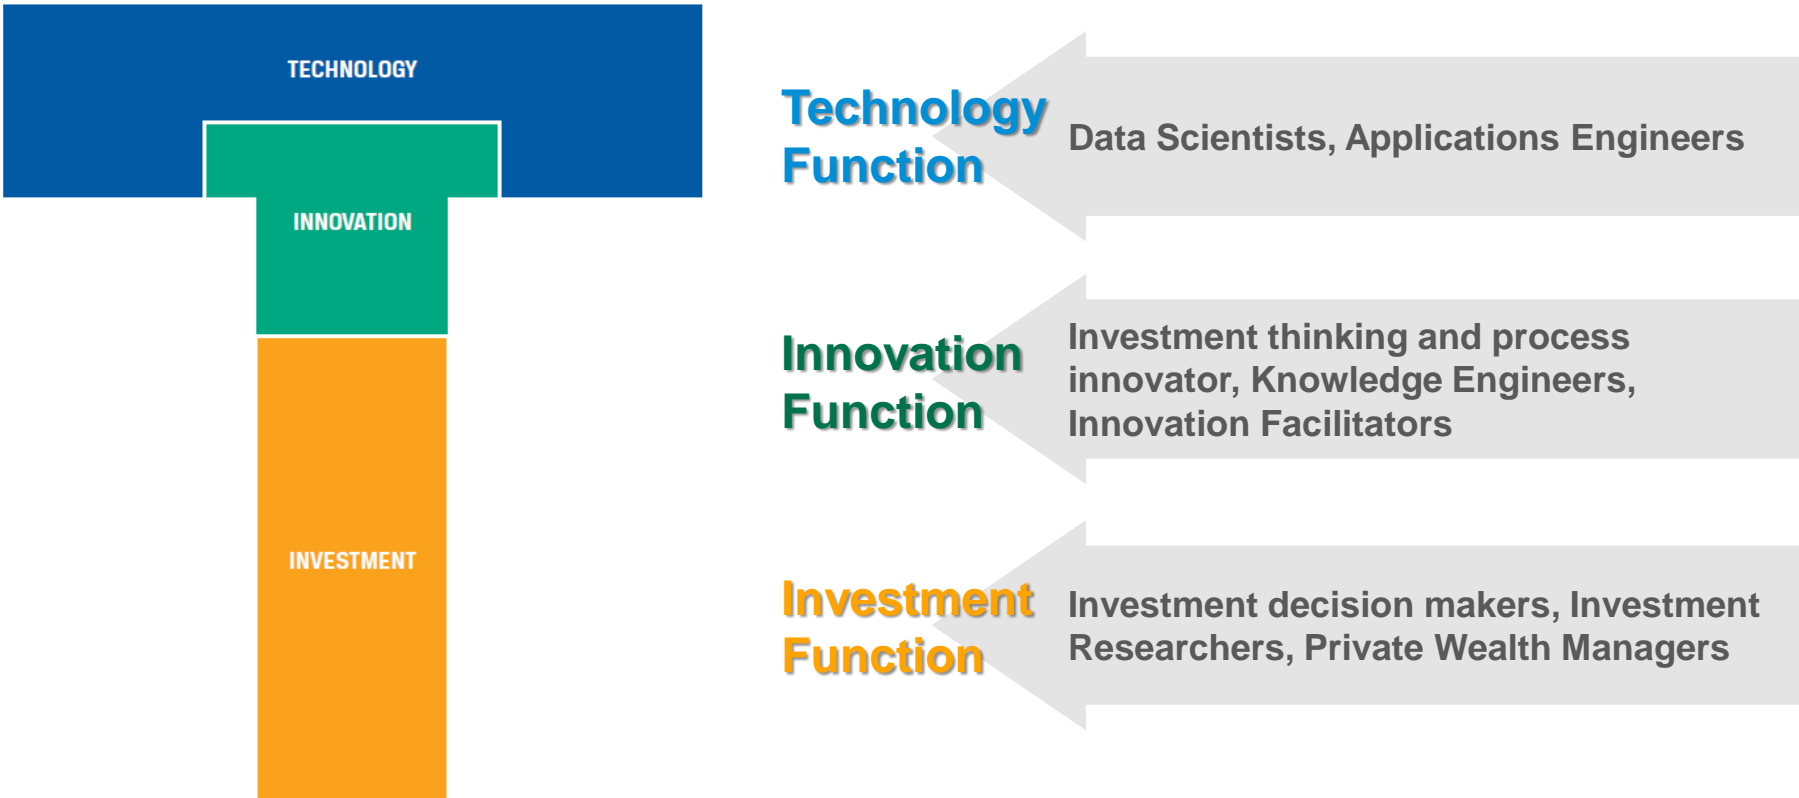 TECHNOLOGY
INNOVATION
INVESTMENT
Technology
Function
Data Scientists, Applications Engineers
Innovation
Function
Investment thinking and process
innovator, Knowledge Engineers,
Innovation Facilitators
Investment
Function
Investment decision makers, Investment
Researchers, Private Wealth Managers